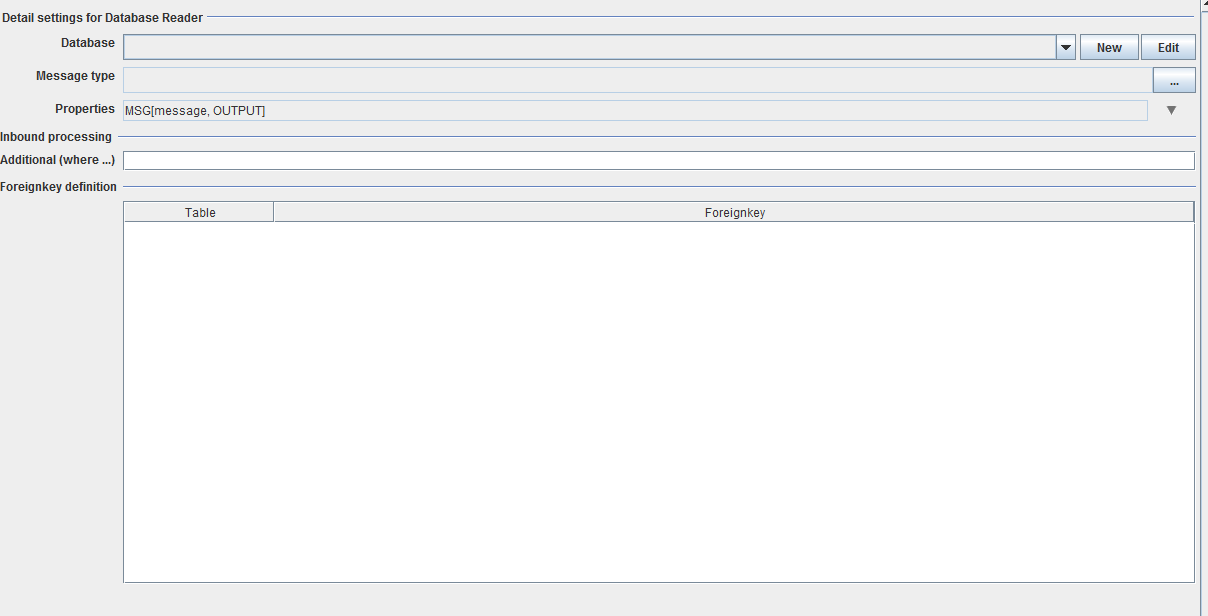 Detail settings for Database Reader
Database New Edit
Message type ...
Properties MSG[message, OUTPUT]
Inbound processing
Additional (where ...)
Foreignkey definition
Table Foreignkey